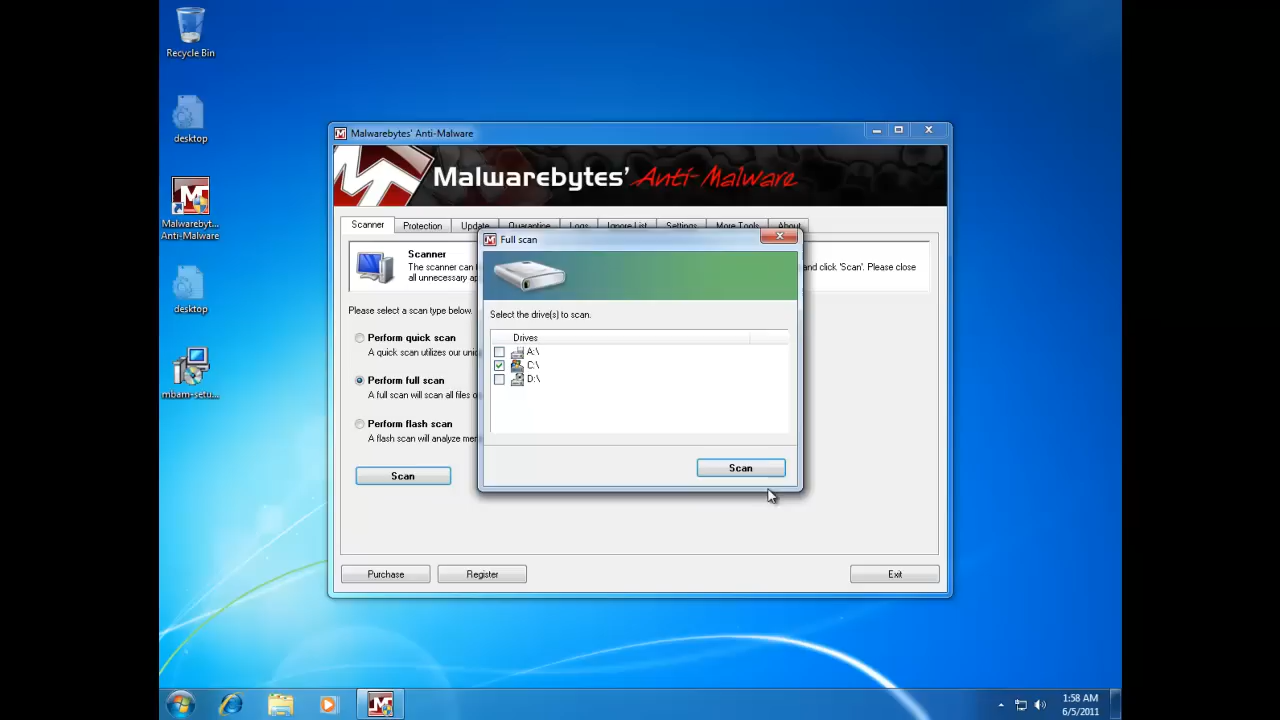 Recycle Bin
desktop
Malwarebyt...
Anti-Malware
desktop
mbam-setu...
Malwarebytes' Anti-Malware
Malwarebytes' Anti-Malware
Scanner
Protection
Update
Quarantine
Logs
Ignore List
Settings
More Tools
About
Scanner
The scanner can
and click 'Scan'. Please close
all unnecessary
Please select a scan type below.
Perform quick scan
A quick scan utilizes our
Perform full scan
A full scan will scan all files
Perform flash scan
A flash scan will analyze
Scan
Full scan
Select the drive(s) to scan.
Drives
A:\
C:\
D:\
Scan
Purchase
Register
Exit
1:58 AM
6/5/2011